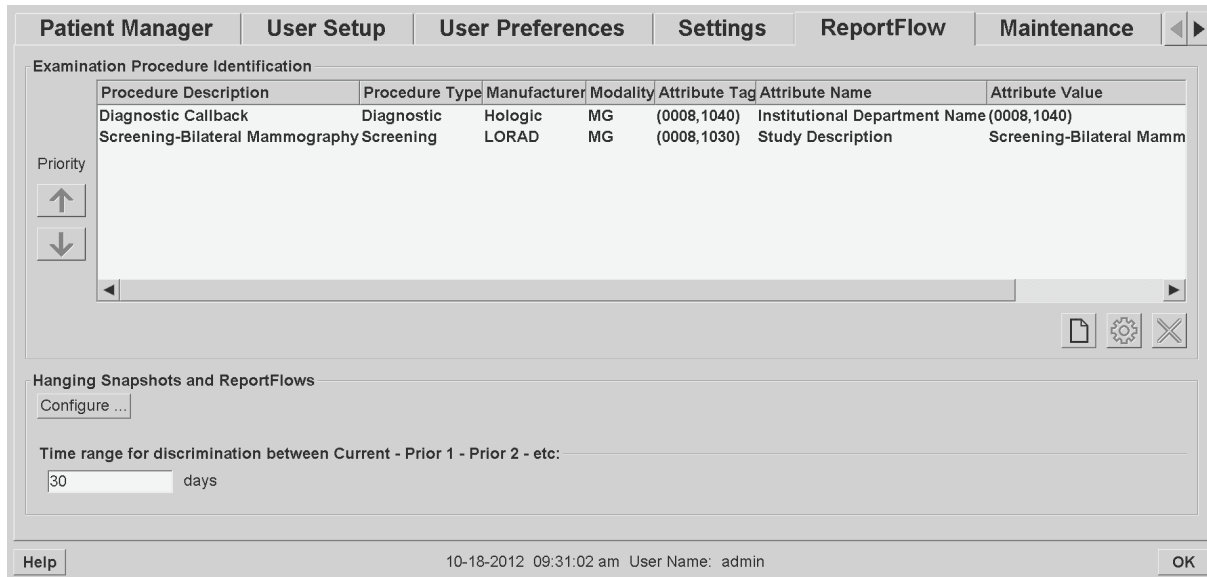 Patient Manager User Setup User Preferences Settings ReportFlow Maintenance
Examination Procedure Identification
Procedure Description Procedure Type Manufacturer Modality Attribute Tag Attribute Name Attribute Value
Diagnostic Callback Diagnostic Hologic MG (0008,1040) Institutional Department Name (0008,1040)
Screening-Bilateral Mammography Screening LORAD MG (0008,1030) Study Description Screening-Bilateral Mamm
Priority
Hanging Snapshots and ReportFlows
Configure ...
Time range for discrimination between Current - Prior 1 - Prior 2 - etc:
30 days
Help 10-18-2012 09:31:02 am User Name: admin OK